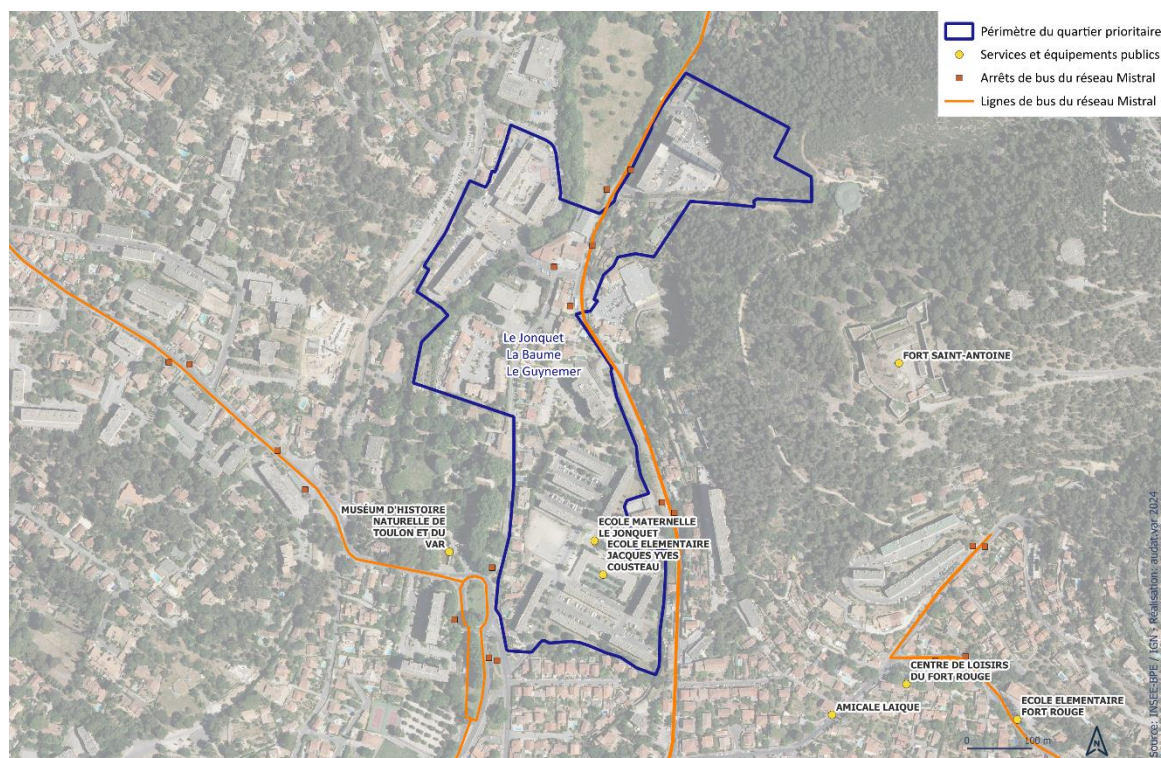 Périmètre du quartier prioritaire
Services et équipements publics
Arrêts de bus du réseau Mistral
Lignes de bus du réseau Mistral
Le Jonquet
La Baume
Le Guynemer
FORT SAINT-ANTOINE
MUSÉUM D'HISTOIRE
NATURELLE DE
TOULON ET DU
VAR
ECOLE MATERNELLE
LE JONQUET
ECOLE ELEMENTAIRE
JACQUES YVES
COUSTEAU
CENTRE DE LOISIRS
DU FORT ROUGE
AMICALE LAIQUE
ECOLE ELEMENTAIRE
FORT ROUGE
0 100 m
N
Source: INSEE-BPE / IGN - Réalisation: audat.var 2024